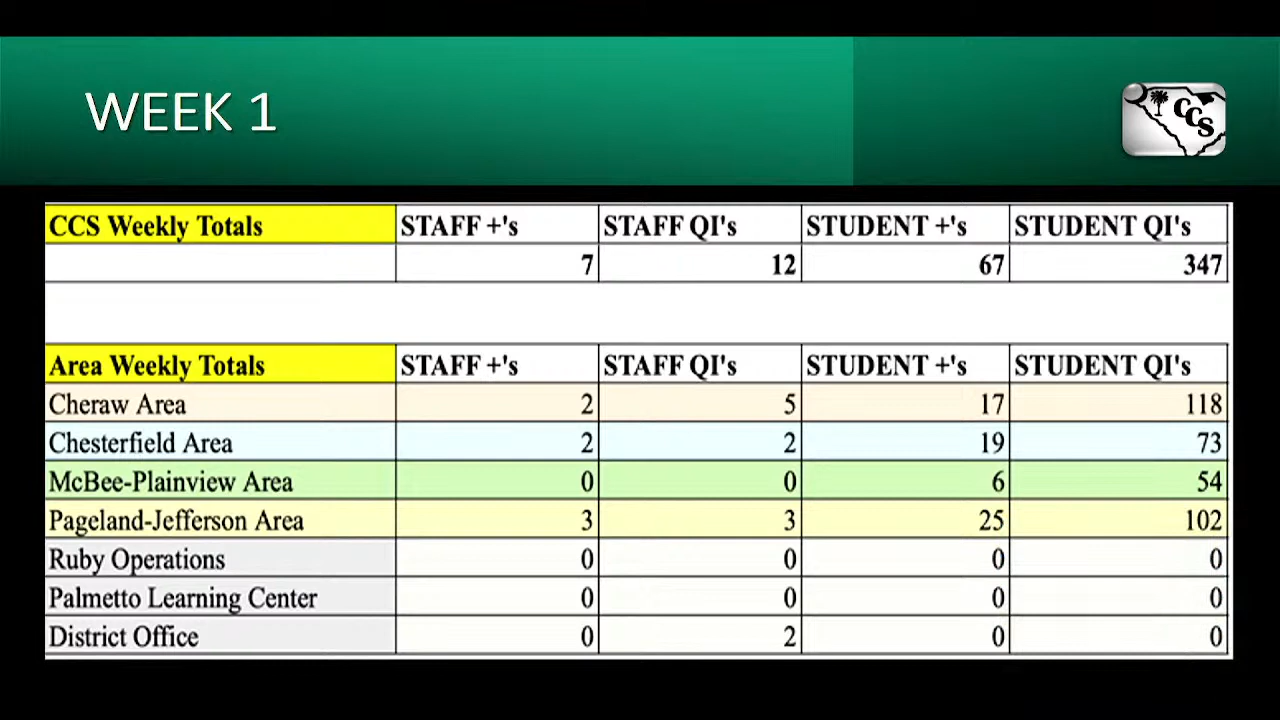 WEEK 1
CCS
CCS Weekly Totals STAFF +'s STAFF QI's STUDENT +'s STUDENT QI's
7 12 67 347
Area Weekly Totals STAFF +'s STAFF QI's STUDENT +'s STUDENT QI's
Cheraw Area 2 5 17 118
Chesterfield Area 2 2 19 73
McBee-Plainview Area 0 0 6 54
Pageland-Jefferson Area 3 3 25 102
Ruby Operations 0 0 0 0
Palmetto Learning Center 0 0 0 0
District Office 0 2 0 0